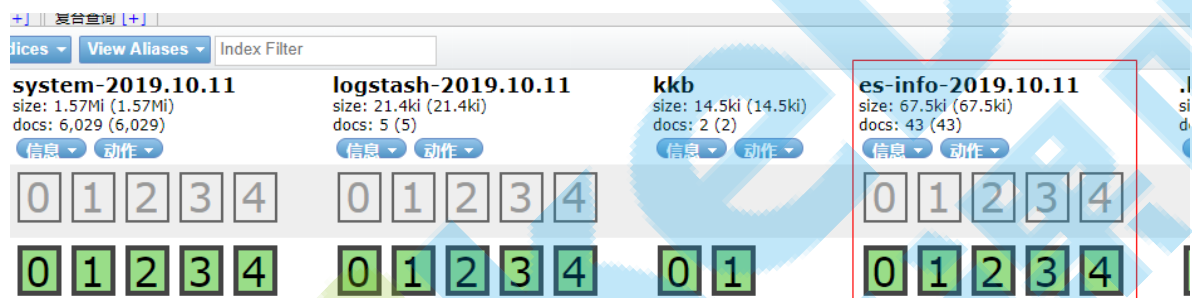 +] 复合查询 [+]
dices View Aliases Index Filter
system-2019.10.11 logstash-2019.10.11 kkb es-info-2019.10.11
size: 1.57Mi (1.57Mi) size: 21.4ki (21.4ki) size: 14.5ki (14.5ki) size: 67.5ki (67.5ki) si
docs: 6,029 (6,029) docs: 5 (5) docs: 2 (2) docs: 43 (43) d
信息 动作 信息 动作 信息 动作 信息 动作
0 1 2 3 4 0 1 2 3 4 0 1 2 3 4
0 1 2 3 4 0 1 2 3 4 0 1 0 1 2 3 4